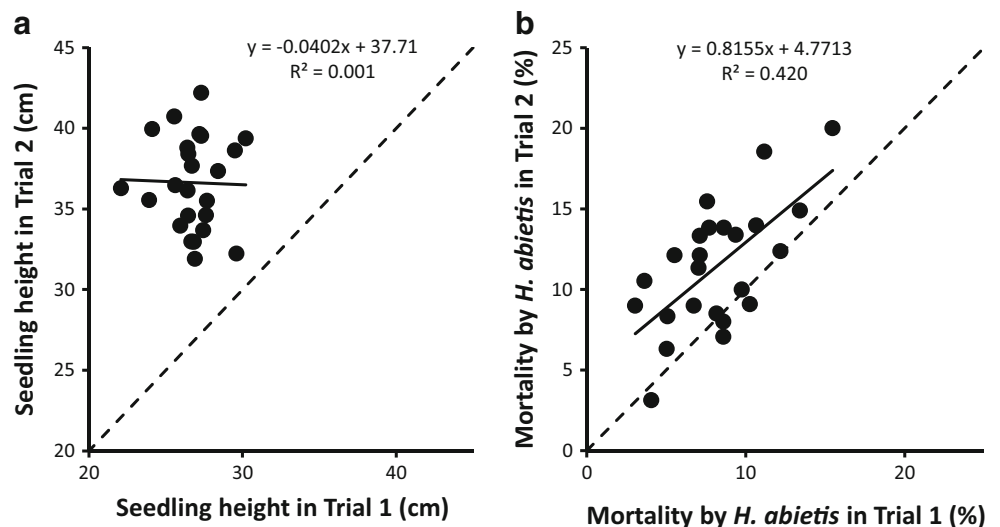 a
y = -0.0402x + 37.71
R² = 0.001
Seedling height in Trial 2 (cm)
45
40
35
30
25
20
20
30
40
Seedling height in Trial 1 (cm)
b
y = 0.8155x + 4.7713
R² = 0.420
Mortality by H. abietis in Trial 2 (%)
25
20
15
10
5
0
0
10
20
Mortality by H. abietis in Trial 1 (%)